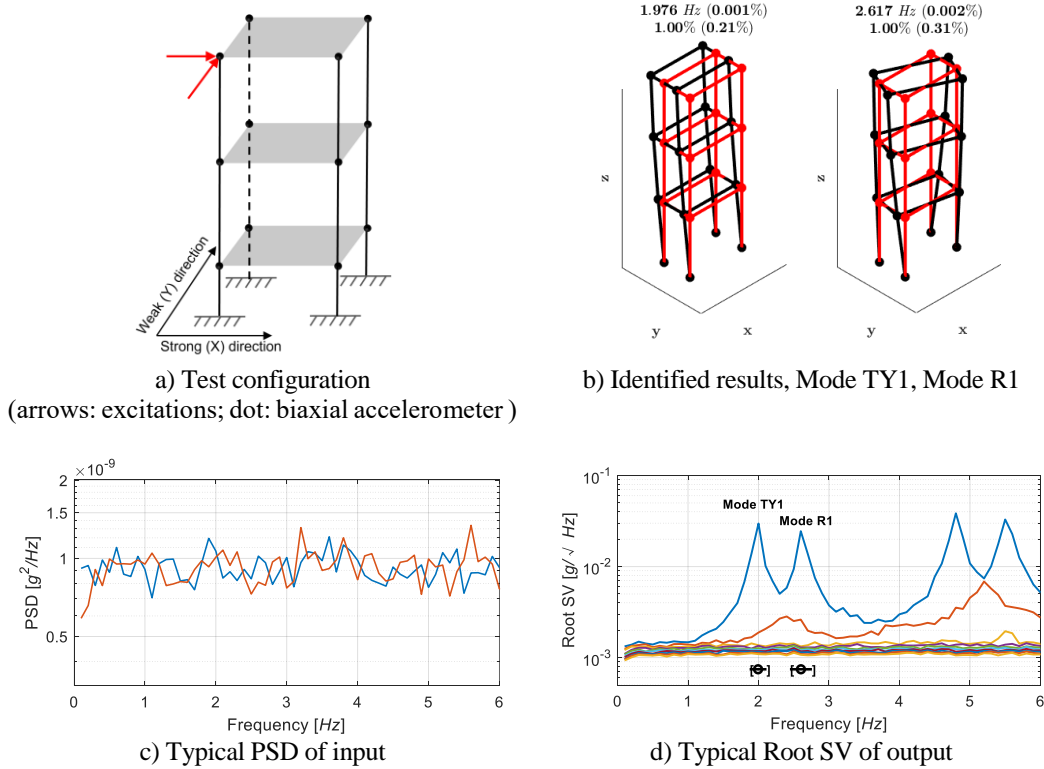 Weak (Y) direction
Strong (X) direction
a) Test configuration
(arrows: excitations; dot: biaxial accelerometer )
1.976 Hz (0.001%)
1.00% (0.21%)
2.617 Hz (0.002%)
1.00% (0.31%)
z
y
x
z
y
x
b) Identified results, Mode TY1, Mode R1
×10⁻⁹
2
1.5
1
0.5
PSD [g²/Hz]
0 1 2 3 4 5 6
Frequency [Hz]
c) Typical PSD of input
10⁻¹
10⁻²
10⁻³
Root SV [g/√ Hz]
Mode TY1
Mode R1
[o] [o]
0 1 2 3 4 5 6
Frequency [Hz]
d) Typical Root SV of output